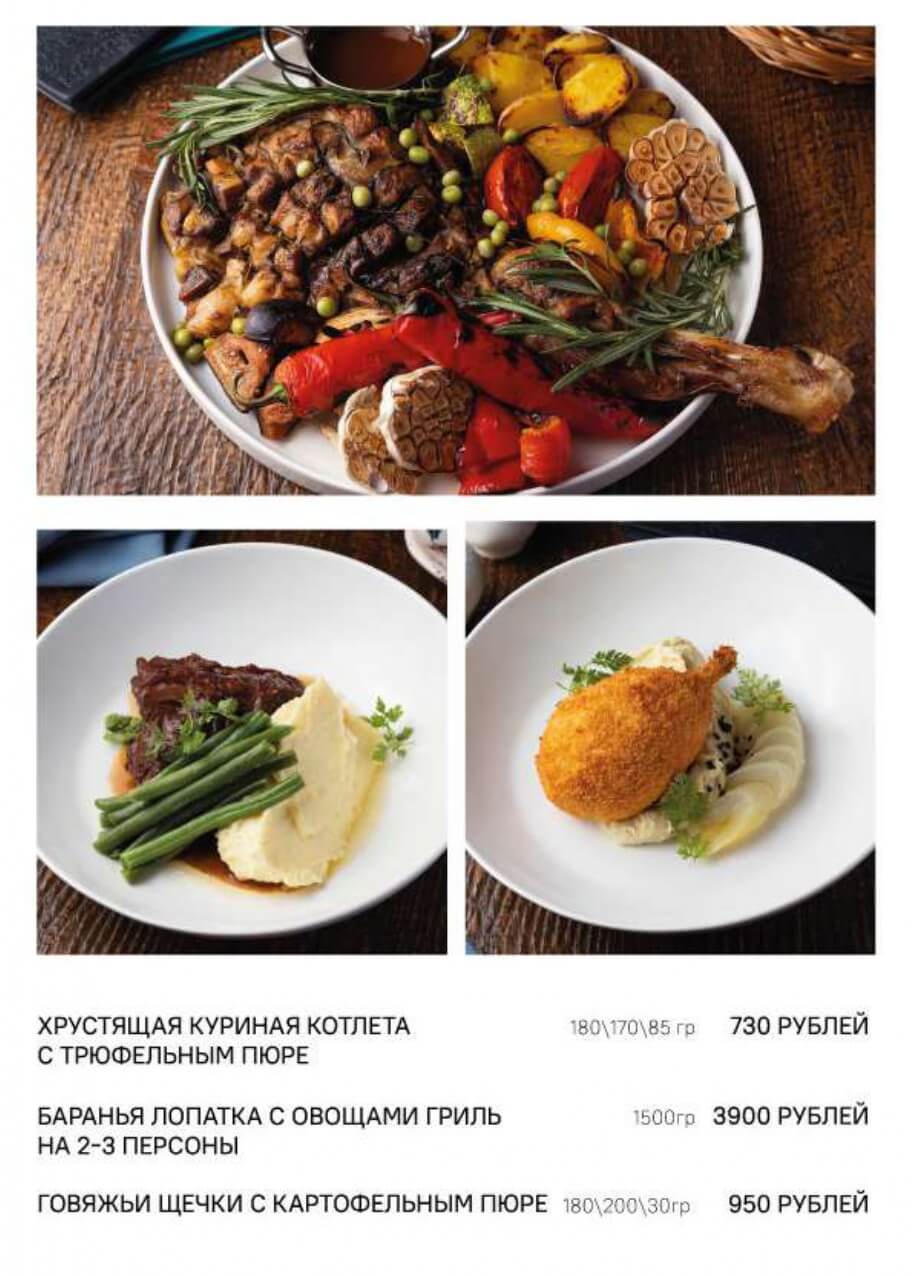 ХРУСТЯЩАЯ КУРИНАЯ КОТЛЕТА 180\170\85 гр 730 РУБЛЕЙ
С ТРЮФЕЛЬНЫМ ПЮРЕ
БАРАНЬЯ ЛОПАТКА С ОВОЩАМИ ГРИЛЬ 1500гр 3900 РУБЛЕЙ
НА 2-3 ПЕРСОНЫ
ГОВЯЖЬИ ЩЕЧКИ С КАРТОФЕЛЬНЫМ ПЮРЕ 180\200\30гр 950 РУБЛЕЙ